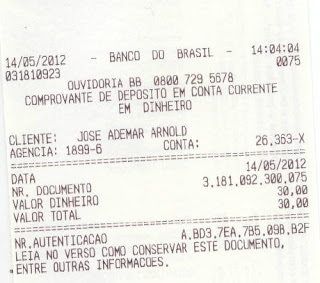 14/05/2012 - BANCO DO BRASIL - 14:04:04
031810923 0075
OUVIDORIA BB 0800 729 5678
COMPROVANTE DE DEPOSITO EM CONTA CORRENTE
EM DINHEIRO
CLIENTE: JOSE ADEMAR ARNOLD
AGENCIA: 1899-6 CONTA: 26.353-X
DATA 14/05/2012
NR. DOCUMENTO 3.181.092.300.075
VALOR DINHEIRO 30,00
VALOR TOTAL 30,00
NR.AUTENTICACAO A.BD3.7EA.7B5.09B.B2F
LEIA NO VERSO COMO CONSERVAR ESTE DOCUMENTO,
ENTRE OUTRAS INFORMACOES.